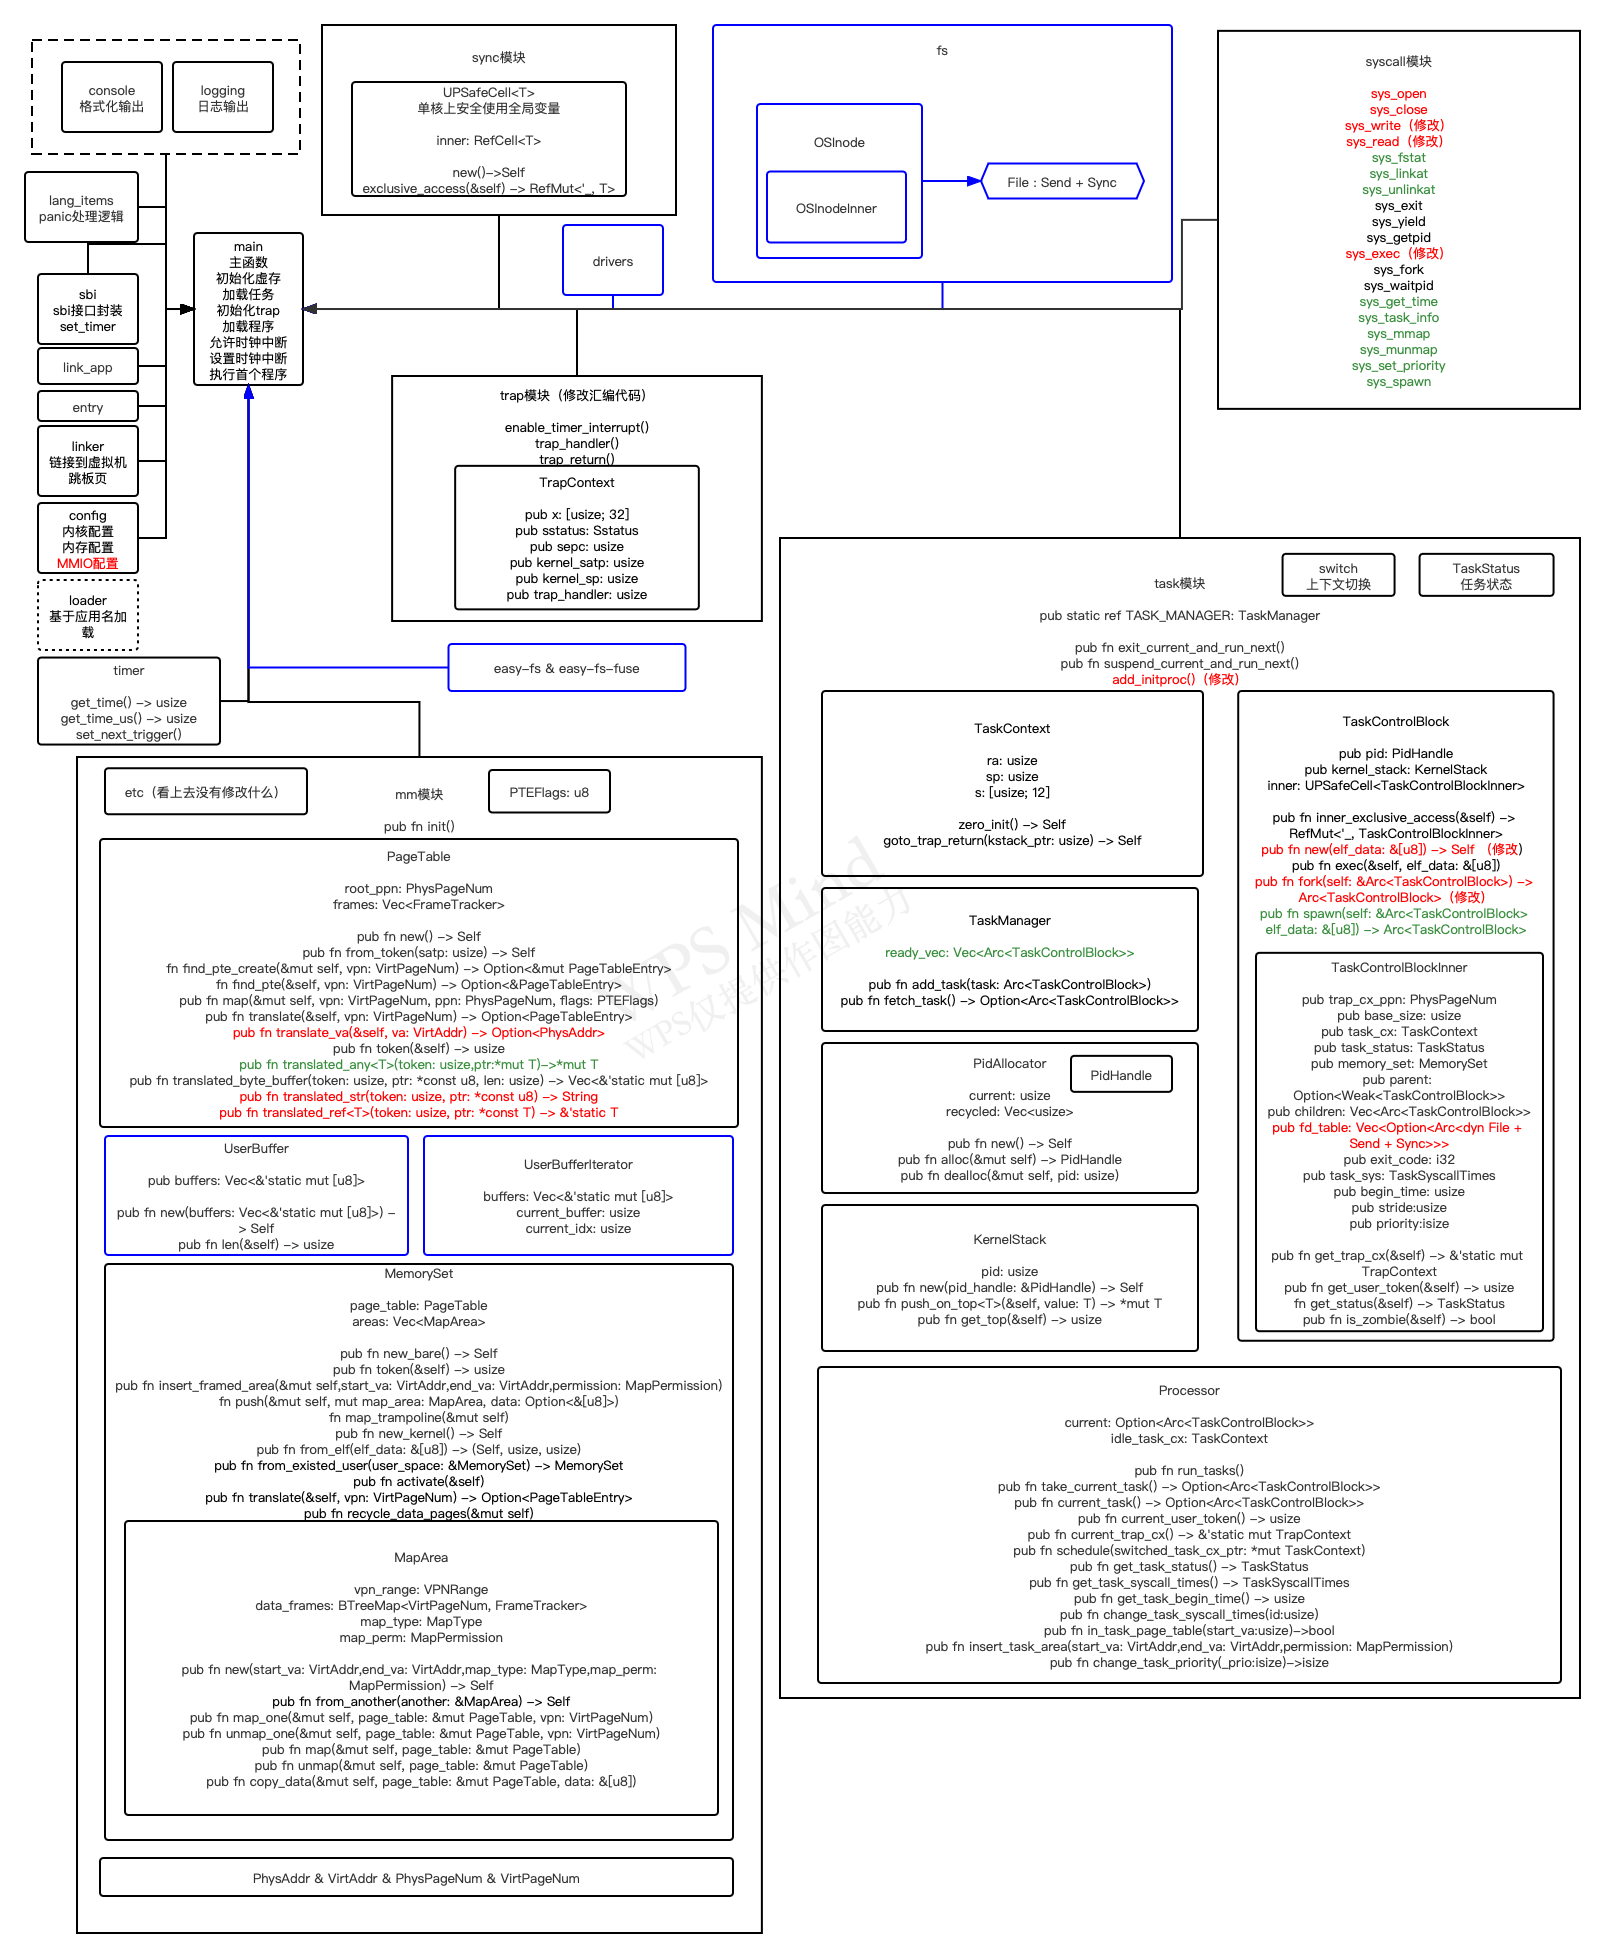 console
格式化输出
logging
日志输出
lang_items
panic处理逻辑
sbi
sbi接口封装
set_timer
link_app
entry
linker
链接到虚拟机
跳板页
config
内核配置
内存配置
MMIO配置
loader
基于应用名加
载
timer
get_time() -> usize
get_time_us() -> usize
set_next_trigger()
main
主函数
初始化虚存
加载任务
初始化trap
加载程序
允许时钟中断
设置时钟中断
执行首个程序
sync模块
UPSafeCell<T>
单核上安全使用全局变量
inner: RefCell<T>
new()->Self
exclusive_access(&self) -> RefMut<'_, T>
drivers
fs
OSInode
OSInodeInner
File : Send + Sync
syscall模块
sys_open
sys_close
sys_write（修改）
sys_read（修改）
sys_fstat
sys_linkat
sys_unlinkat
sys_exit
sys_yield
sys_getpid
sys_exec（修改）
sys_fork
sys_waitpid
sys_get_time
sys_task_info
sys_mmap
sys_munmap
sys_set_priority
sys_spawn
trap模块（修改汇编代码）
enable_timer_interrupt()
trap_handler()
trap_return()
TrapContext
pub x: [usize; 32]
pub sstatus: Sstatus
pub sepc: usize
pub kernel_satp: usize
pub kernel_sp: usize
pub trap_handler: usize
easy-fs & easy-fs-fuse
etc（看上去没有修改什么）
mm模块
PTEFlags: u8
pub fn init()
PageTable
root_ppn: PhysPageNum
frames: Vec<FrameTracker>
pub fn new() -> Self
pub fn from_token(satp: usize) -> Self
fn find_pte_create(&mut self, vpn: VirtPageNum) -> Option<&mut PageTableEntry>
fn find_pte(&self, vpn: VirtPageNum) -> Option<&PageTableEntry>
pub fn map(&mut self, vpn: VirtPageNum, ppn: PhysPageNum, flags: PTEFlags)
pub fn translate(&self, vpn: VirtPageNum) -> Option<PageTableEntry>
pub fn translate_va(&self, va: VirtAddr) -> Option<PhysAddr>
pub fn token(&self) -> usize
pub fn translated_any<T>(token: usize,ptr:*mut T)->*mut T
pub fn translated_byte_buffer(token: usize, ptr: *const u8, len: usize) -> Vec<&'static mut [u8]>
pub fn translated_str(token: usize, ptr: *const u8) -> String
pub fn translated_ref<T>(token: usize, ptr: *const T) -> &'static T
UserBuffer
pub buffers: Vec<&'static mut [u8]>
pub fn new(buffers: Vec<&'static mut [u8]>) -
> Self
pub fn len(&self) -> usize
UserBufferIterator
buffers: Vec<&'static mut [u8]>
current_buffer: usize
current_idx: usize
MemorySet
page_table: PageTable
areas: Vec<MapArea>
pub fn new_bare() -> Self
pub fn token(&self) -> usize
pub fn insert_framed_area(&mut self,start_va: VirtAddr,end_va: VirtAddr,permission: MapPermission)
fn push(&mut self, mut map_area: MapArea, data: Option<&[u8]>)
fn map_trampoline(&mut self)
pub fn new_kernel() -> Self
pub fn from_elf(elf_data: &[u8]) -> (Self, usize, usize)
pub fn from_existed_user(user_space: &MemorySet) -> MemorySet
pub fn activate(&self)
pub fn translate(&self, vpn: VirtPageNum) -> Option<PageTableEntry>
pub fn recycle_data_pages(&mut self)
MapArea
vpn_range: VPNRange
data_frames: BTreeMap<VirtPageNum, FrameTracker>
map_type: MapType
map_perm: MapPermission
pub fn new(start_va: VirtAddr,end_va: VirtAddr,map_type: MapType,map_perm:
MapPermission) -> Self
pub fn from_another(another: &MapArea) -> Self
pub fn map_one(&mut self, page_table: &mut PageTable, vpn: VirtPageNum)
pub fn unmap_one(&mut self, page_table: &mut PageTable, vpn: VirtPageNum)
pub fn map(&mut self, page_table: &mut PageTable)
pub fn unmap(&mut self, page_table: &mut PageTable)
pub fn copy_data(&mut self, page_table: &mut PageTable, data: &[u8])
PhysAddr & VirtAddr & PhysPageNum & VirtPageNum
task模块
switch
上下文切换
TaskStatus
任务状态
pub static ref TASK_MANAGER: TaskManager
pub fn exit_current_and_run_next()
pub fn suspend_current_and_run_next()
add_initproc()（修改）
TaskContext
ra: usize
sp: usize
s: [usize; 12]
zero_init() -> Self
goto_trap_return(kstack_ptr: usize) -> Self
TaskManager
ready_vec: Vec<Arc<TaskControlBlock>>
pub fn add_task(task: Arc<TaskControlBlock>)
pub fn fetch_task() -> Option<Arc<TaskControlBlock>>
PidAllocator
PidHandle
current: usize
recycled: Vec<usize>
pub fn new() -> Self
pub fn alloc(&mut self) -> PidHandle
pub fn dealloc(&mut self, pid: usize)
KernelStack
pid: usize
pub fn new(pid_handle: &PidHandle) -> Self
pub fn push_on_top<T>(&self, value: T) -> *mut T
pub fn get_top(&self) -> usize
TaskControlBlock
pub pid: PidHandle
pub kernel_stack: KernelStack
inner: UPSafeCell<TaskControlBlockInner>
pub fn inner_exclusive_access(&self) ->
RefMut<'_, TaskControlBlockInner>
pub fn new(elf_data: &[u8]) -> Self （修改)
pub fn exec(&self, elf_data: &[u8])
pub fn fork(self: &Arc<TaskControlBlock>) ->
Arc<TaskControlBlock>（修改）
pub fn spawn(self: &Arc<TaskControlBlock>
elf_data: &[u8]) -> Arc<TaskControlBlock>
TaskControlBlockInner
pub trap_cx_ppn: PhysPageNum
pub base_size: usize
pub task_cx: TaskContext
pub task_status: TaskStatus
pub memory_set: MemorySet
pub parent:
Option<Weak<TaskControlBlock>>
pub children: Vec<Arc<TaskControlBlock>>
pub fd_table: Vec<Option<Arc<dyn File +
Send + Sync>>>
pub exit_code: i32
pub task_sys: TaskSyscallTimes
pub begin_time: usize
pub stride:usize
pub priority:isize
pub fn get_trap_cx(&self) -> &'static mut
TrapContext
pub fn get_user_token(&self) -> usize
fn get_status(&self) -> TaskStatus
pub fn is_zombie(&self) -> bool
Processor
current: Option<Arc<TaskControlBlock>>
idle_task_cx: TaskContext
pub fn run_tasks()
pub fn take_current_task() -> Option<Arc<TaskControlBlock>>
pub fn current_task() -> Option<Arc<TaskControlBlock>>
pub fn current_user_token() -> usize
pub fn current_trap_cx() -> &'static mut TrapContext
pub fn schedule(switched_task_cx_ptr: *mut TaskContext)
pub fn get_task_status() -> TaskStatus
pub fn get_task_syscall_times() -> TaskSyscallTimes
pub fn get_task_begin_time() -> usize
pub fn change_task_syscall_times(id:usize)
pub fn in_task_page_table(start_va:usize)->bool
pub fn insert_task_area(start_va: VirtAddr,end_va: VirtAddr,permission: MapPermission)
pub fn change_task_priority(_prio:isize)->isize
WPS Mind
WPS仅提供作图能力